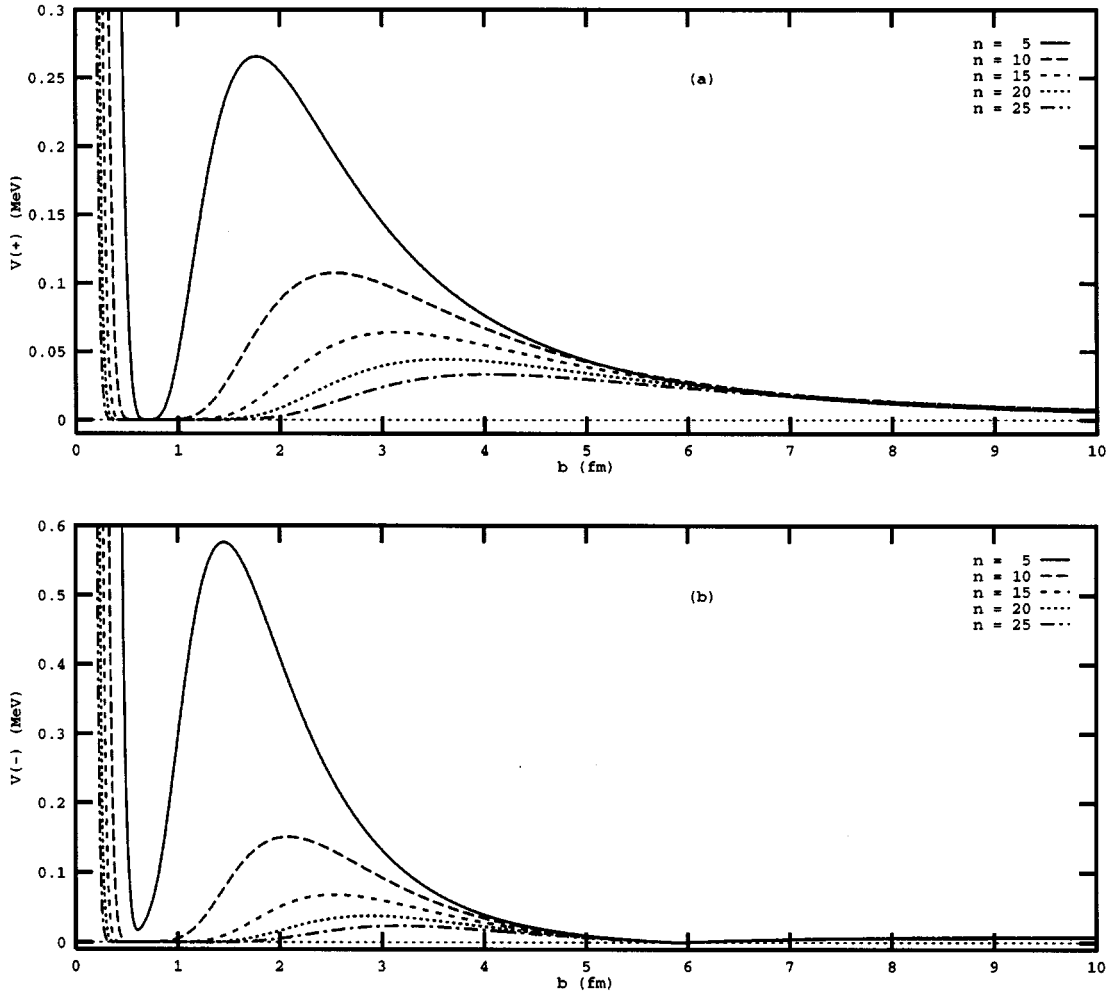 0.3
0.25
0.2
0.15
0.1
0.05
0
V(+) (MeV)
(a)
n = 5
n = 10
n = 15
n = 20
n = 25
0 1 2 3 4 5 6 7 8 9 10
b (fm)
0.6
0.5
0.4
0.3
0.2
0.1
0
V(-) (MeV)
(b)
n = 5
n = 10
n = 15
n = 20
n = 25
0 1 2 3 4 5 6 7 8 9 10
b (fm)